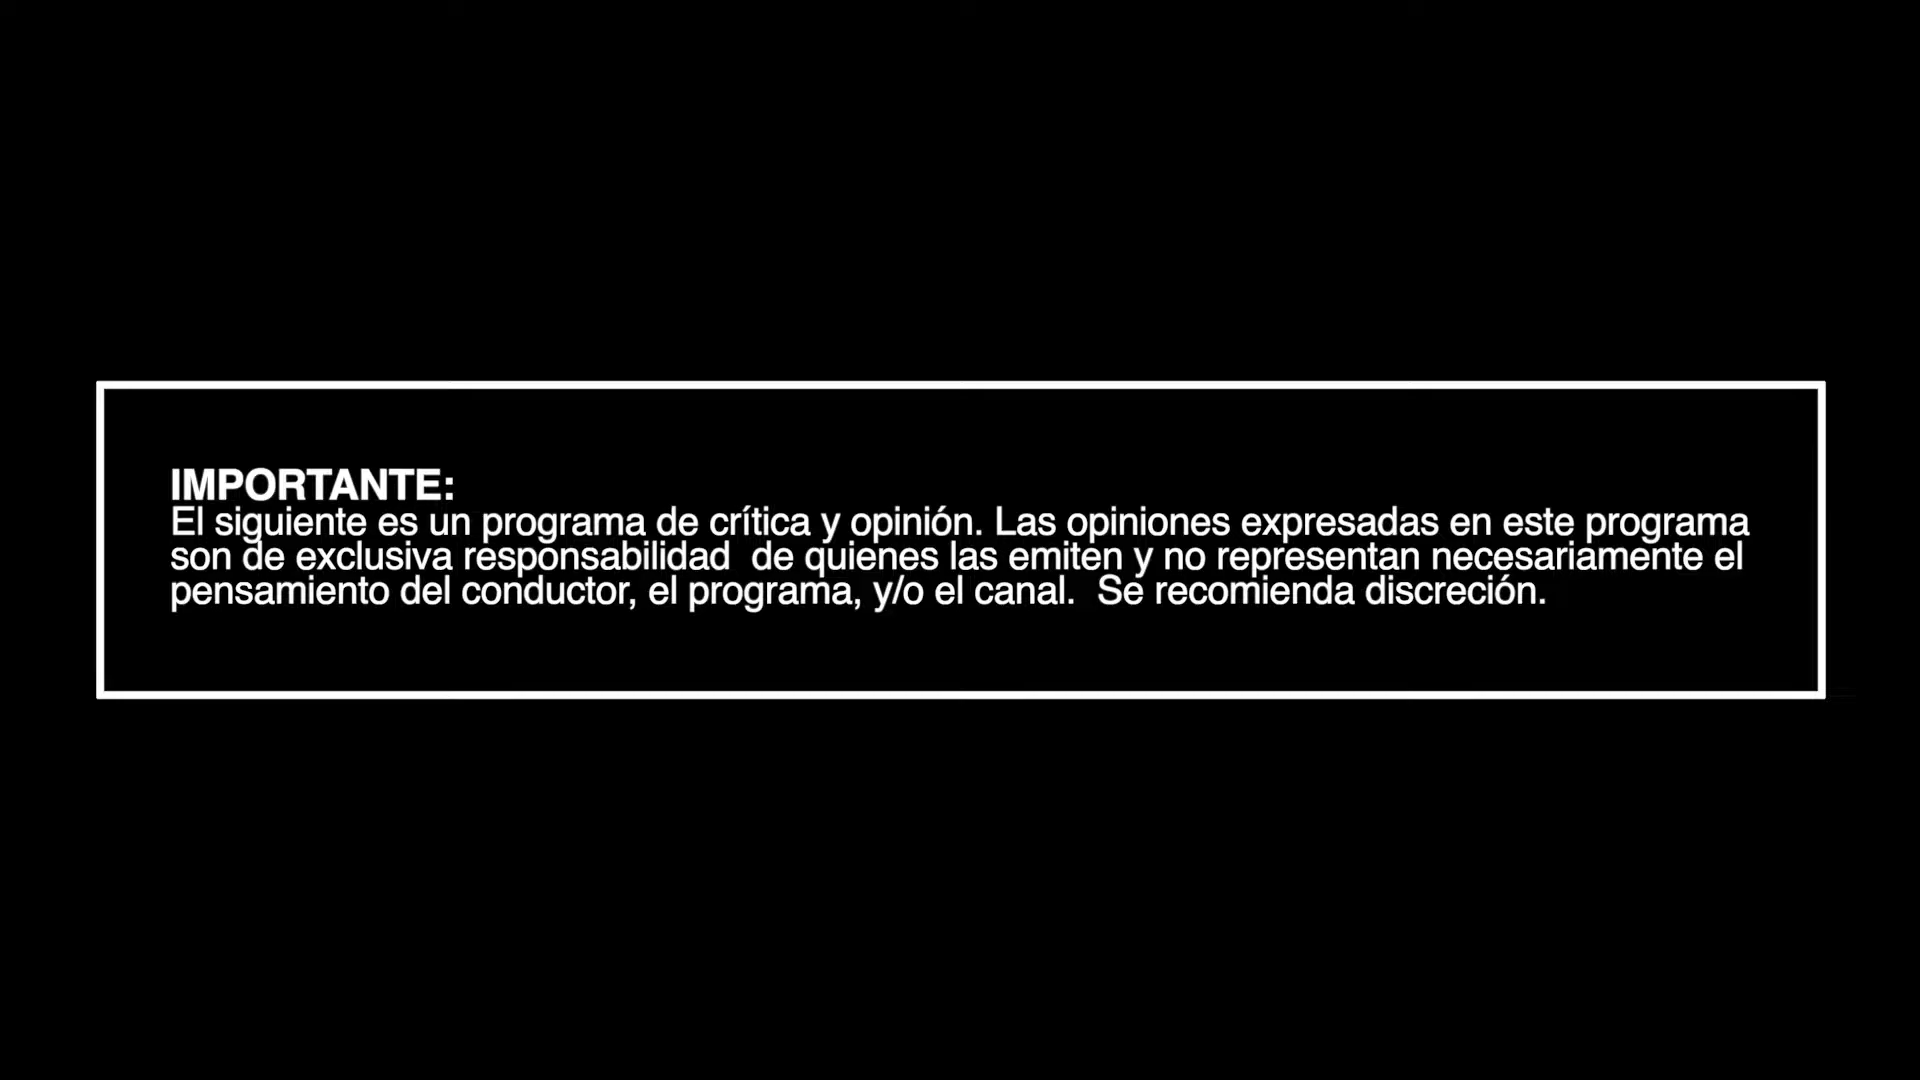 IMPORTANTE:
El siguiente es un programa de crítica y opinión. Las opiniones expresadas en este programa
son de exclusiva responsabilidad  de quienes las emiten y no representan necesariamente el
pensamiento del conductor, el programa, y/o el canal.  Se recomienda discreción.